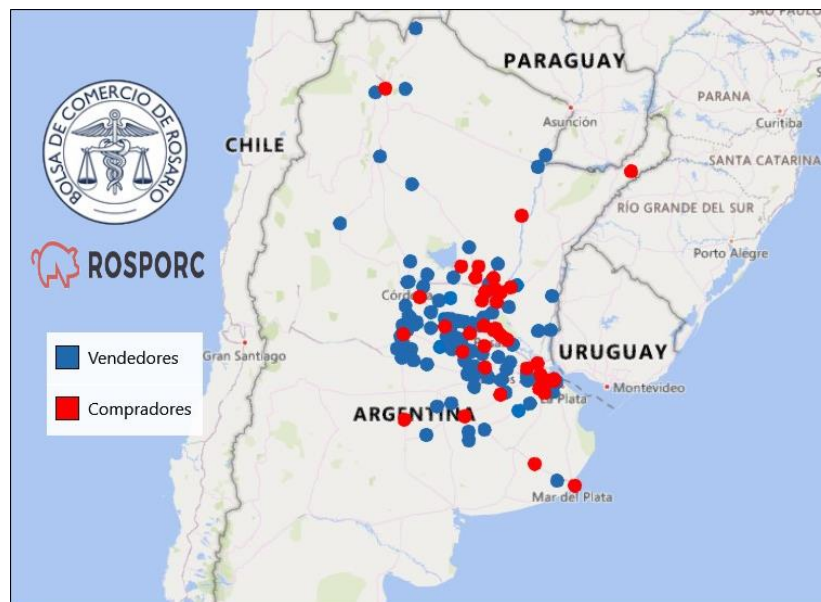 SAO PAULO
PARAGUAY
PARANA
Asunción
Curitiba
BOLSA DE COMERCIO DE ROSARIO
CHILE
SANTA CATARINA
RÍO GRANDE DEL SUR
ROSPORC
Porto Alegre
Córdoba
Vendedores
Gran Santiago
URUGUAY
Montevideo
La Plata
Compradores
ARGENTINA
Mar del Plata